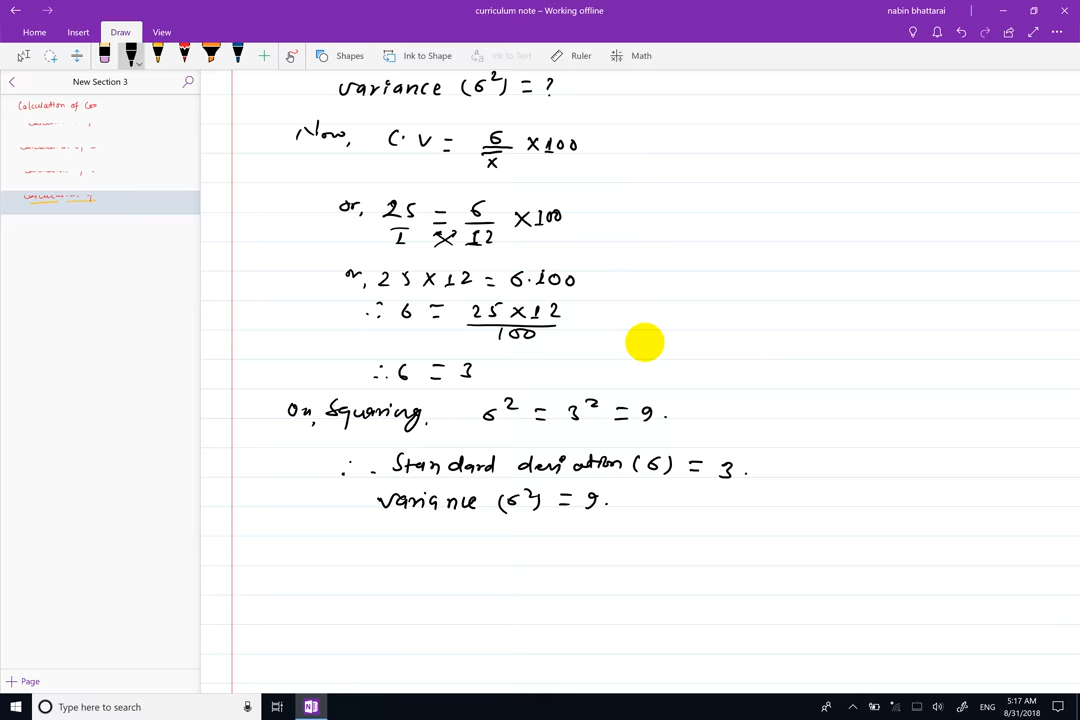 curriculum note – Working offline
nabin bhattarai
Home Insert Draw View
Shapes Ink to Shape Ink to Text Ruler Math
New Section 3
Calculation of Coe
Page
variance (σ²) = ?
Now, C.V = σ/x̄ × 100
or, 25/1 = σ/12 × 100
or, 25 × 12 = σ.100
∴ σ = 25 × 12/100
∴ σ = 3
On, Squaring, σ² = 3² = 9.
∴ Standard deviation (σ) = 3.
variance (σ²) = 9.
Type here to search
ENG
5:17 AM
8/31/2018